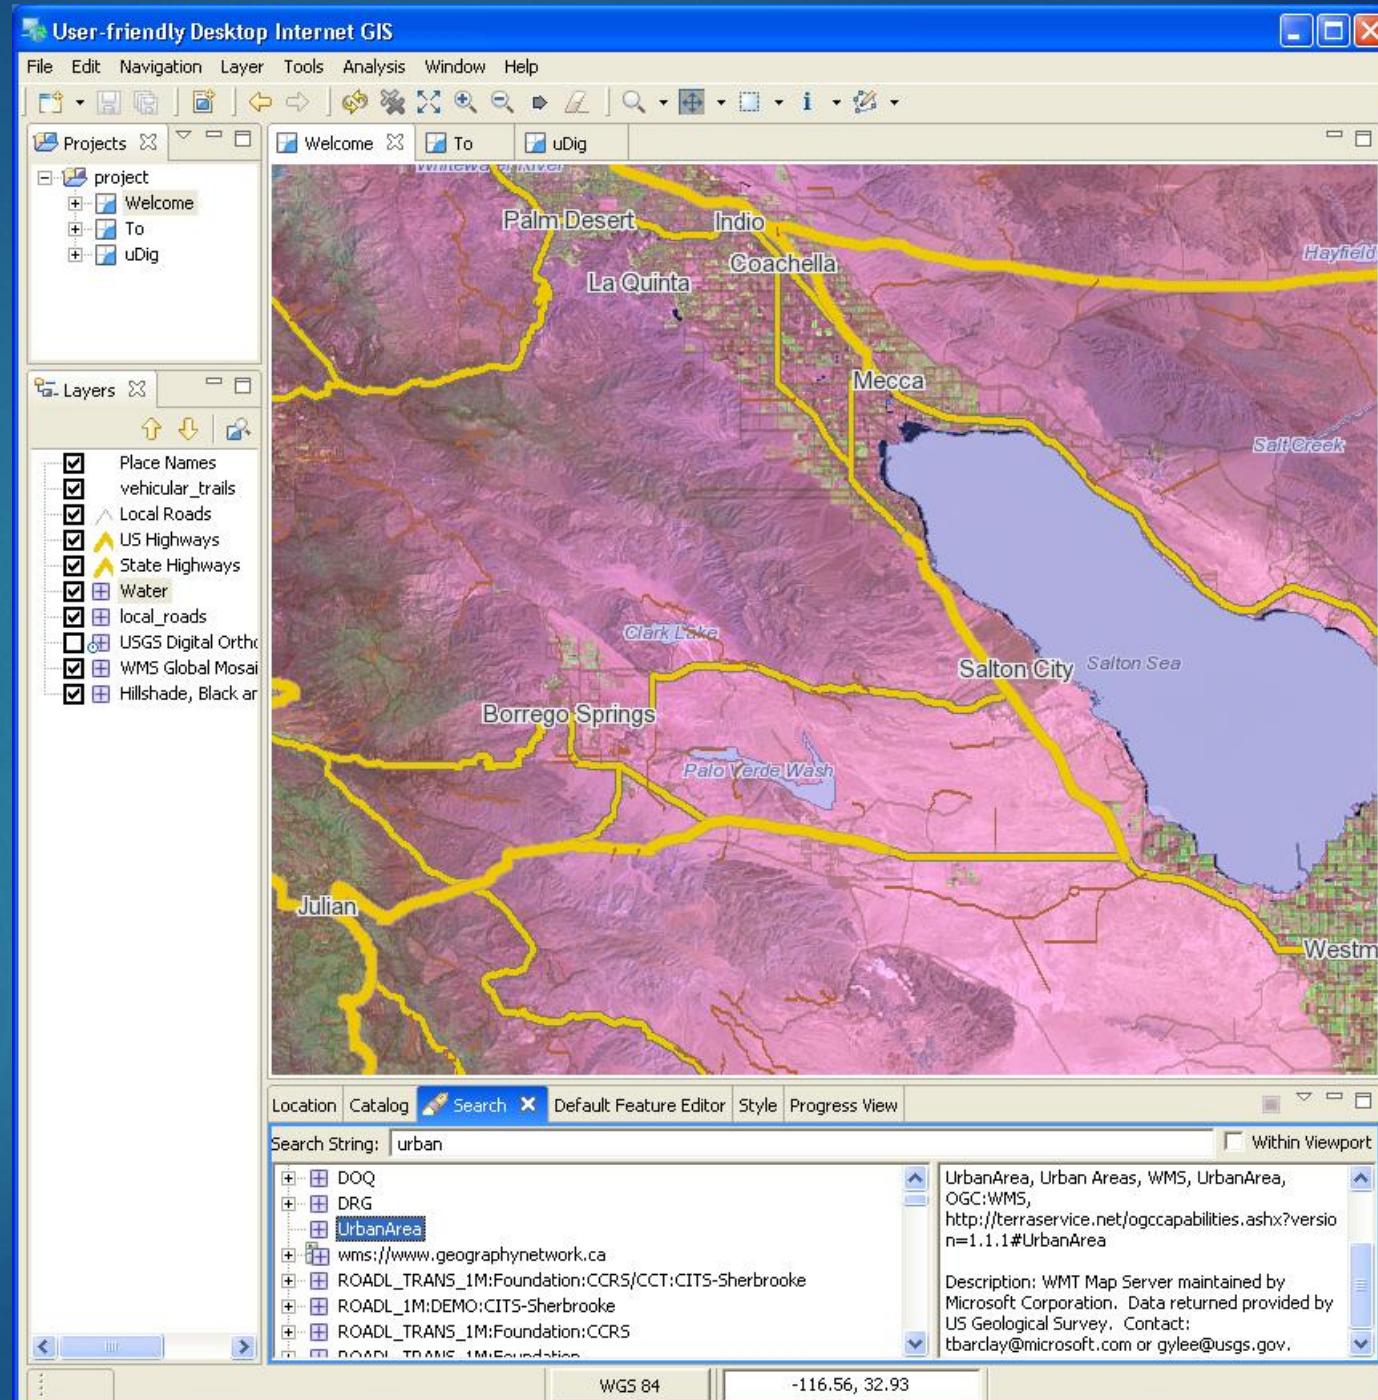 User-friendly Desktop Internet GIS
File Edit Navigation Layer Tools Analysis Window Help
Projects
project
Welcome
To
uDig
Layers
Place Names
vehicular_trails
Local Roads
US Highways
State Highways
Water
local_roads
USGS Digital Ortho
WMS Global Mosai
Hillshade, Black an
Welcome To uDig
Whitewater River
Palm Desert
Indio
Coachella
La Quinta
Hayfield
Mecca
Salt Creek
Clark Lake
Salton City
Salton Sea
Borrego Springs
Palo Verde Wash
Julian
Westm
Location Catalog Search Default Feature Editor Style Progress View
Search String: urban
Within Viewport
DOQ
DRG
UrbanArea
wms://www.geographynetwork.ca
ROADL_TRANS_1M:Foundation:CCRS/CCT:CITS-Sherbrooke
ROADL_1M:DEMO:CITS-Sherbrooke
ROADL_TRANS_1M:Foundation:CCRS
ROADL_TRANS_1M:Foundation
UrbanArea, Urban Areas, WMS, UrbanArea,
OGC:WMS,
http://terraservice.net/ogccapabilities.ashx?versio
n=1.1.1#UrbanArea
Description: WMT Map Server maintained by
Microsoft Corporation. Data returned provided by
US Geological Survey. Contact:
tbarclay@microsoft.com or gylee@usgs.gov.
WGS 84
-116.56, 32.93